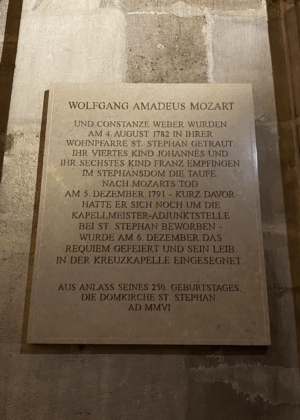 WOLFGANG AMADEUS MOZART
UND CONSTANZE WEBER WURDEN
AM 4. AUGUST 1782 IN IHRER
WOHNPFARRE ST. STEPHAN GETRAUT.
IHR VIERTES KIND JOHANNES UND
IHR SECHSTES KIND FRANZ EMPFINGEN
IM STEPHANSDOM DIE TAUFE.
NACH MOZARTS TOD
AM 5. DEZEMBER 1791 - KURZ DAVOR
HATTE ER SICH NOCH UM DIE
KAPELLMEISTER-ADJUNKTSTELLE
BEI ST. STEPHAN BEWORBEN -
WURDE AM 6. DEZEMBER DAS
REQUIEM GEFEIERT UND SEIN LEIB
IN DER KREUZKAPELLE EINGESEGNET
AUS ANLASS SEINES 250. GEBURTSTAGES.
DIE DOMKIRCHE ST. STEPHAN.
AD MMVI